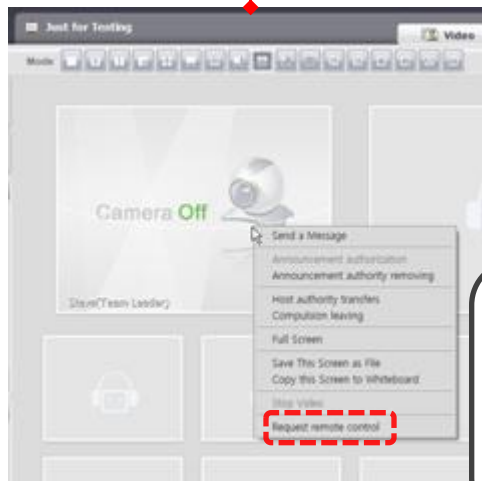 Just for Testing
Video
Mode
Camera Off
Steve(Team Leader)
Send a Message
Announcement authorization
Announcement authority removing
Host authority transfers
Compulsion leaving
Full Screen
Save This Screen as File
Copy this Screen to Whiteboard
Stop Video
Request remote control